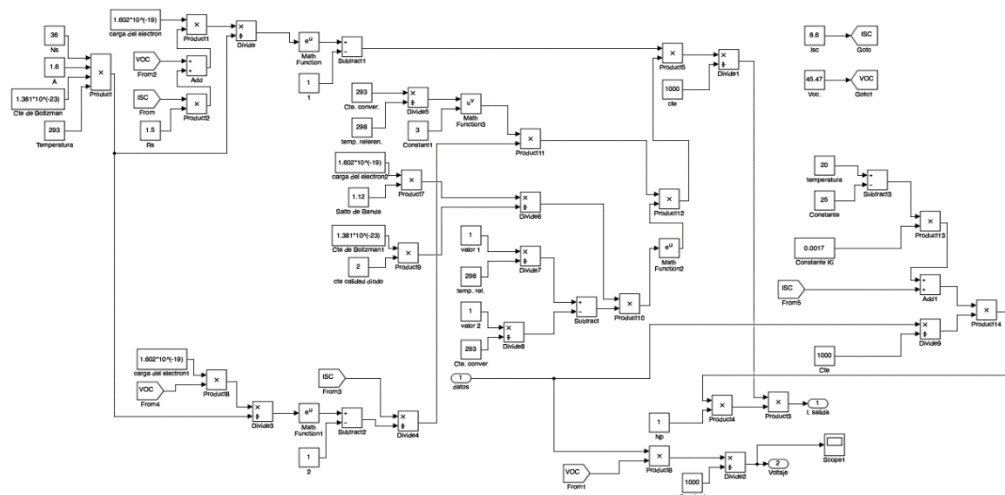 1.602*10^(-19)
carga del electron
×
Product1
×
÷
Divide
e^u
Math
Function
+
−
Subtract1
1
1
36
Ns
1.6
A
1.381*10^(-23)
Cte de Boltzman
293
Temperatura
×
Product
VOC
From2
+
+
Add
ISC
From
×
Product2
1.5
Rs
293
Cte. conver.
298
temp. referen.
×
÷
Divide5
3
Constant1
u^v
Math
Function3
×
Product11
×
Product5
×
÷
Divide1
1000
cte
8.6
Isc
ISC
Goto
45.47
Voc.
VOC
Goto1
1.602*10^(-19)
carga del electron2
1.12
Salto de Banda
×
Product7
1.381*10^(-23)
Cte de Boltzman1
2
cte calidad diodo
×
Product9
×
÷
Divide6
1
valor 1
298
temp. ref.
×
÷
Divide7
1
valor 2
293
Cte. conver
×
÷
Divide8
+
−
Subtract
×
Product10
e^u
Math
Function2
×
Product12
20
temperatura
25
Constante
+
−
Subtract3
0.0017
Constante Ki
×
Product13
ISC
From5
+
+
Add1
×
Product14
1000
Cte
×
÷
Divide9
1.602*10^(-19)
carga del electron1
VOC
From4
×
Product8
×
÷
Divide3
e^u
Math
Function1
+
−
Subtract2
1
2
ISC
From3
×
÷
Divide4
1
datos
1
Np
×
Product4
×
Product3
1
I. salida
VOC
From1
×
Product6
1000
×
÷
Divide2
2
Voltaje
Scope1